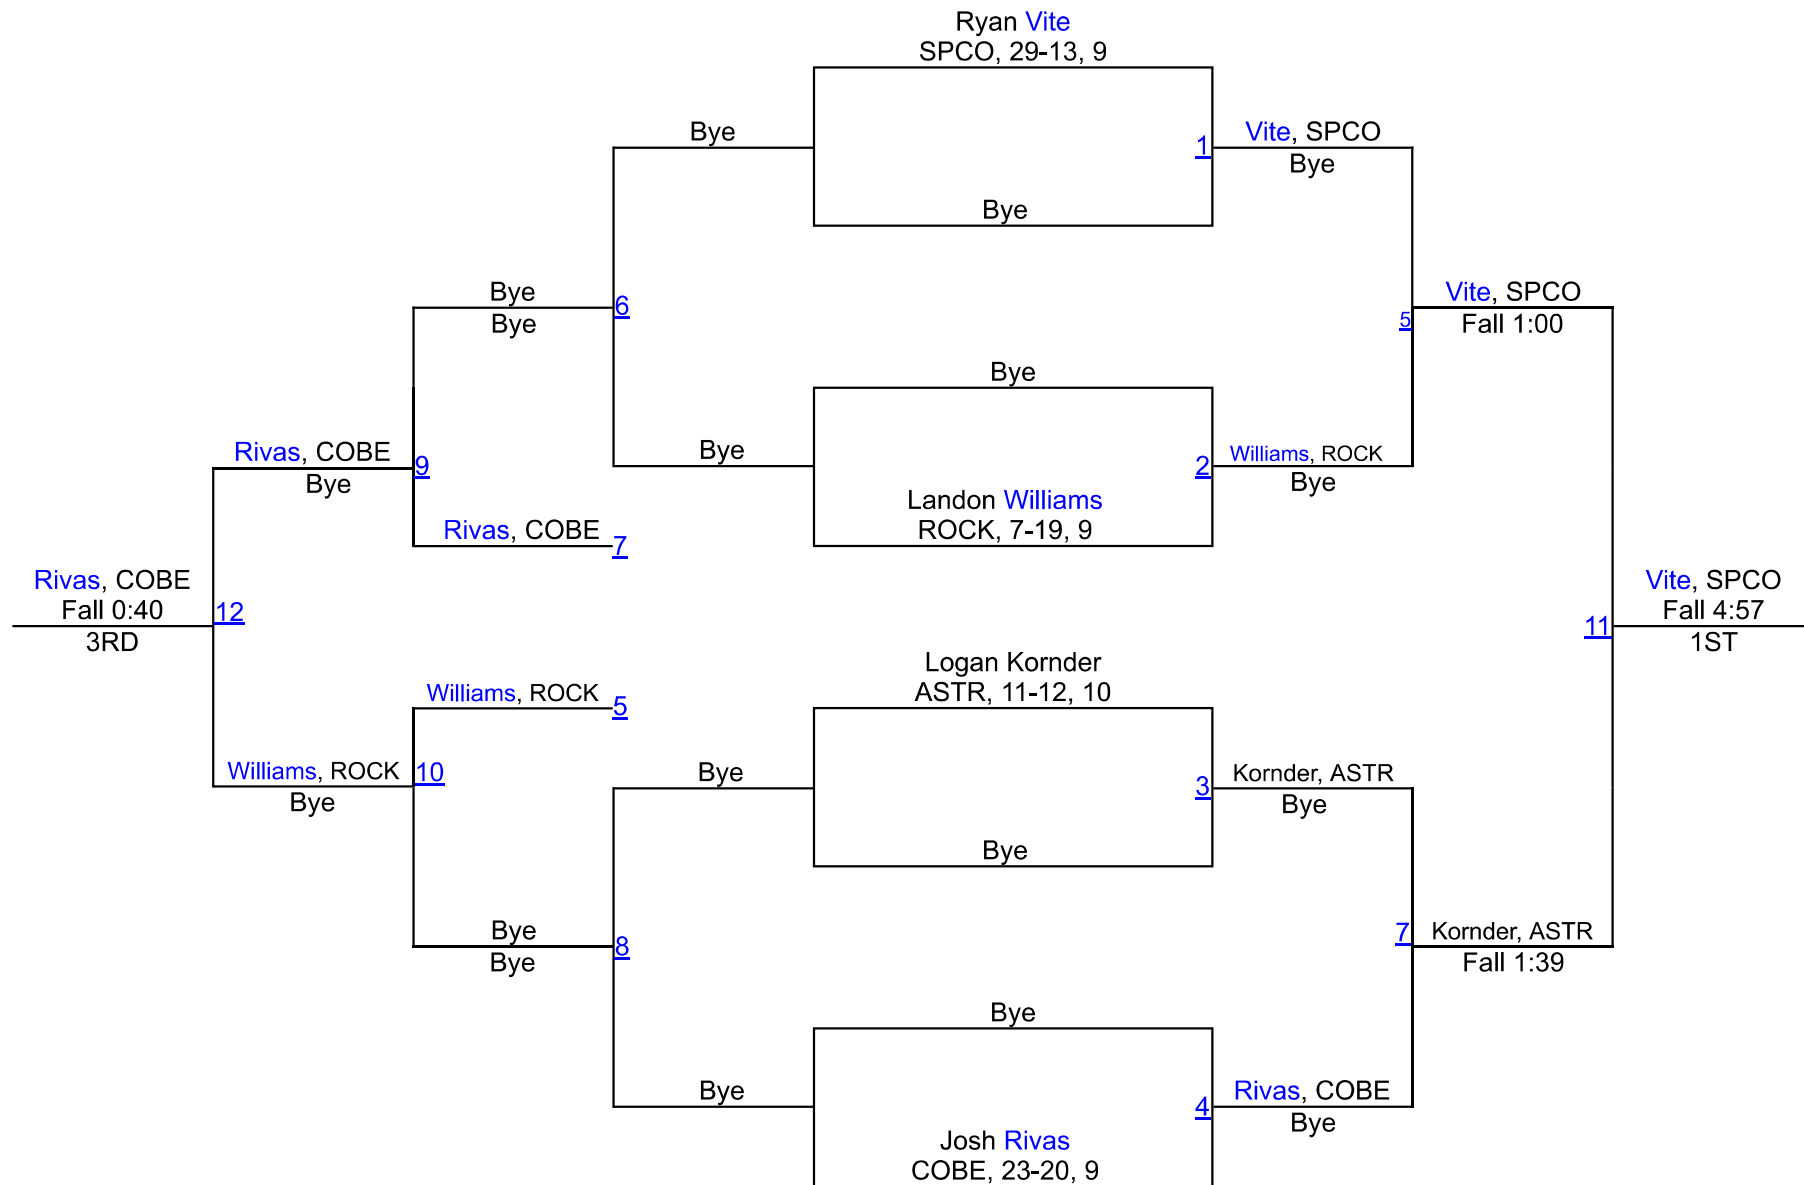 Ryan Vite
SPCO, 29-13, 9
Bye
1
Vite, SPCO
Bye
Bye
Bye
Bye
6
Vite, SPCO
5
Fall 1:00
Bye
Rivas, COBE
9
Bye
Bye
2
Williams, ROCK
Bye
Landon Williams
ROCK, 7-19, 9
Rivas, COBE
7
Rivas, COBE
Fall 0:40
12
3RD
Vite, SPCO
11
Fall 4:57
1ST
Logan Kornder
ASTR, 11-12, 10
Williams, ROCK
5
Williams, ROCK
10
Bye
Bye
3
Kornder, ASTR
Bye
Bye
Bye
8
Bye
7
Kornder, ASTR
Fall 1:39
Bye
Bye
4
Rivas, COBE
Bye
Josh Rivas
COBE, 23-20, 9